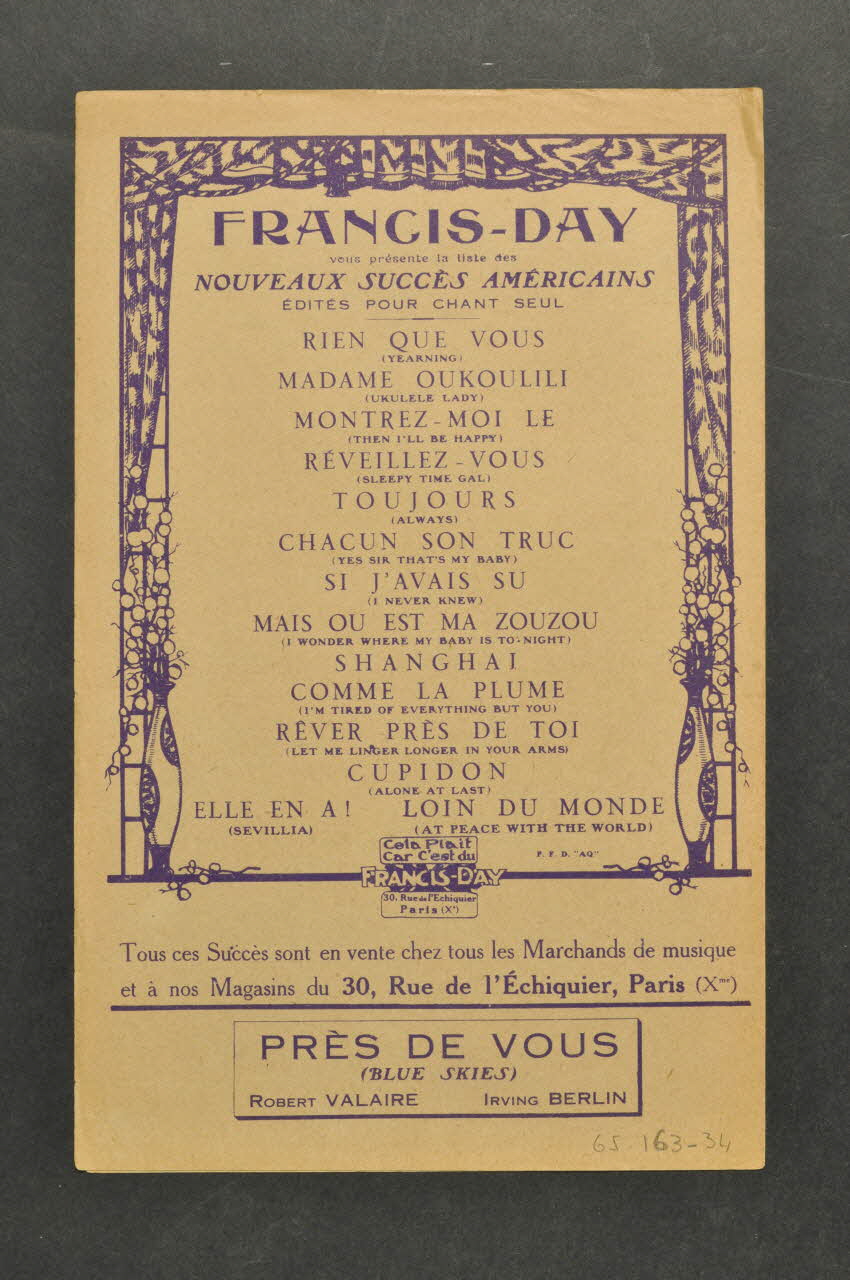 FRANCIS-DAY
vous présente la liste des
NOUVEAUX SUCCÈS AMÉRICAINS
ÉDITÉS POUR CHANT SEUL
RIEN QUE VOUS
(YEARNING)
MADAME OUKOULILI
(UKULELE LADY)
MONTREZ-MOI LE
(THEN I'LL BE HAPPY)
RÉVEILLEZ-VOUS
(SLEEPY TIME GAL)
TOUJOURS
(ALWAYS)
CHACUN SON TRUC
(YES SIR THAT'S MY BABY)
SI J'AVAIS SU
(I NEVER KNEW)
MAIS OU EST MA ZOUZOU
(I WONDER WHERE MY BABY IS TO-NIGHT)
SHANGHAI
COMME LA PLUME
(I'M TIRED OF EVERYTHING BUT YOU)
RÊVER PRÈS DE TOI
(LET ME LINGER LONGER IN YOUR ARMS)
CUPIDON
(ALONE AT LAST)
ELLE EN A! LOIN DU MONDE
(SEVILLIA) (AT PEACE WITH THE WORLD)
Cela Plait
Car C'est du
F. F. D. "AQ"
FRANCIS-DAY
30, Rue de l'Echiquier
Paris (Xe)
Tous ces Succès sont en vente chez tous les Marchands de musique
et à nos Magasins du 30, Rue de l'Échiquier, Paris (Xme)
PRÈS DE VOUS
(BLUE SKIES)
ROBERT VALAIRE IRVING BERLIN
65.163-34